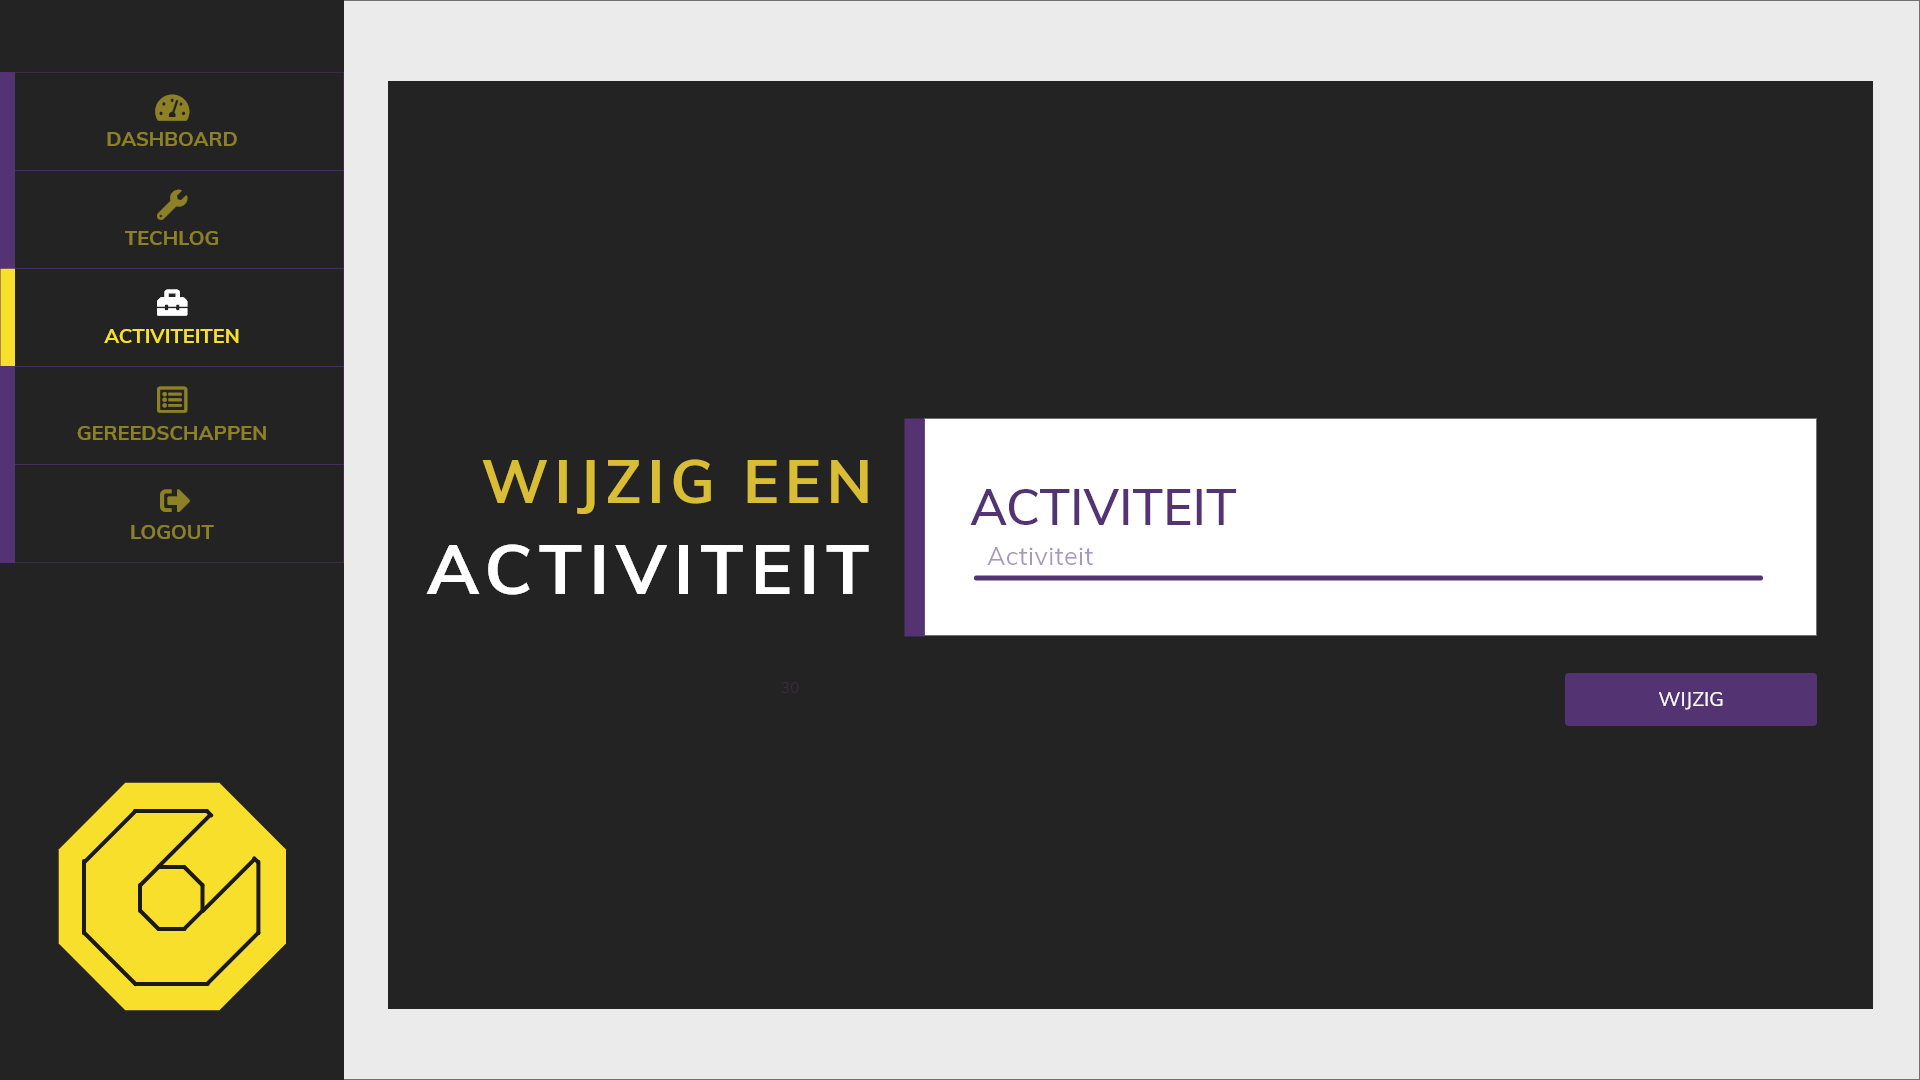 DASHBOARD
TECHLOG
ACTIVITEITEN
GEREEDSCHAPPEN
LOGOUT
WIJZIG EEN
ACTIVITEIT
ACTIVITEIT
Activiteit
30
WIJZIG